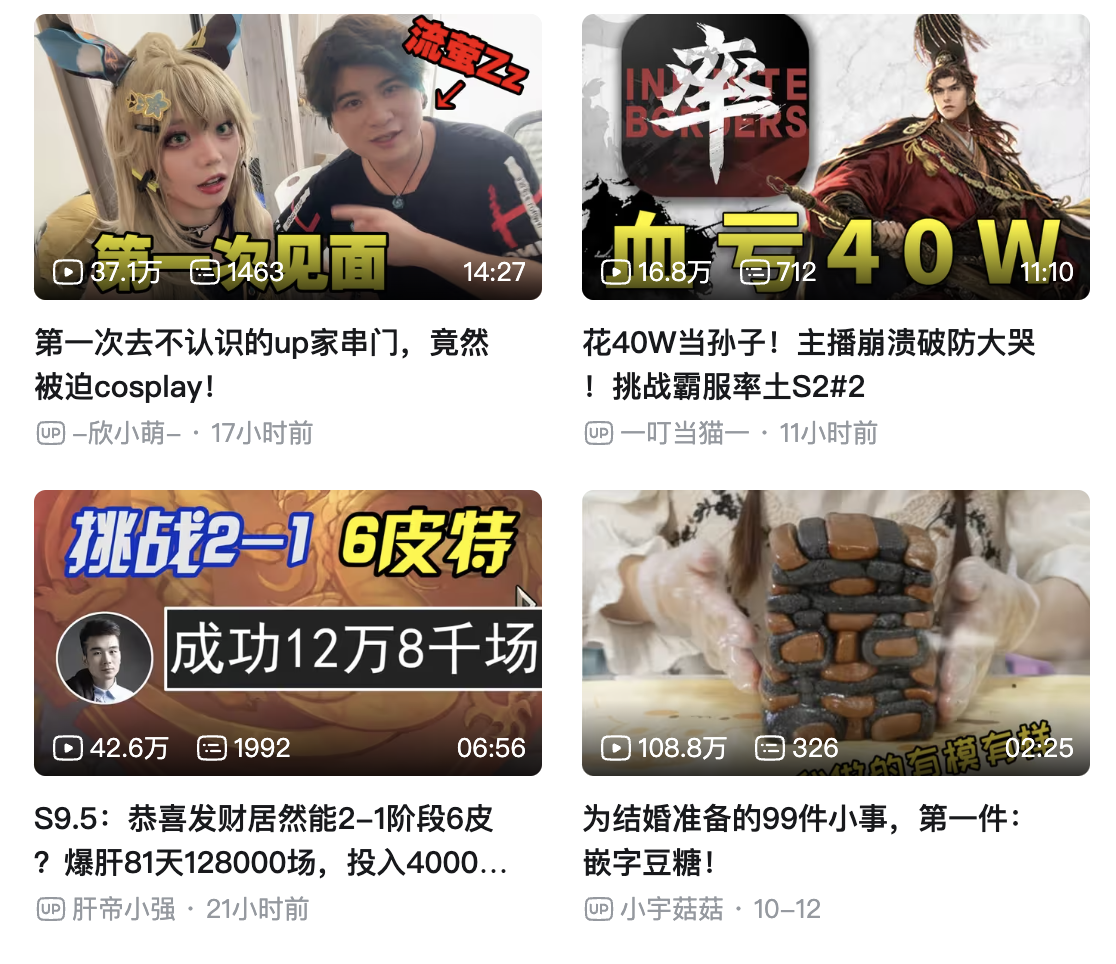 流萤Zz
第一次见面
37.1万 1463 14:27
第一次去不认识的up家串门，竟然
被迫cosplay！
UP -欣小萌- · 17小时前
率
INFINITE
BORDERS
血亏40W
16.8万 712 11:10
花40W当孙子！主播崩溃破防大哭
！挑战霸服率土S2#2
UP 一叮当猫一 · 11小时前
挑战2-1 6皮特
成功12万8千场
42.6万 1992 06:56
S9.5：恭喜发财居然能2-1阶段6皮
？爆肝81天128000场，投入4000...
UP 肝帝小强 · 21小时前
做的有模有样
108.8万 326 02:25
为结婚准备的99件小事，第一件：
嵌字豆糖！
UP 小宇菇菇 · 10-12